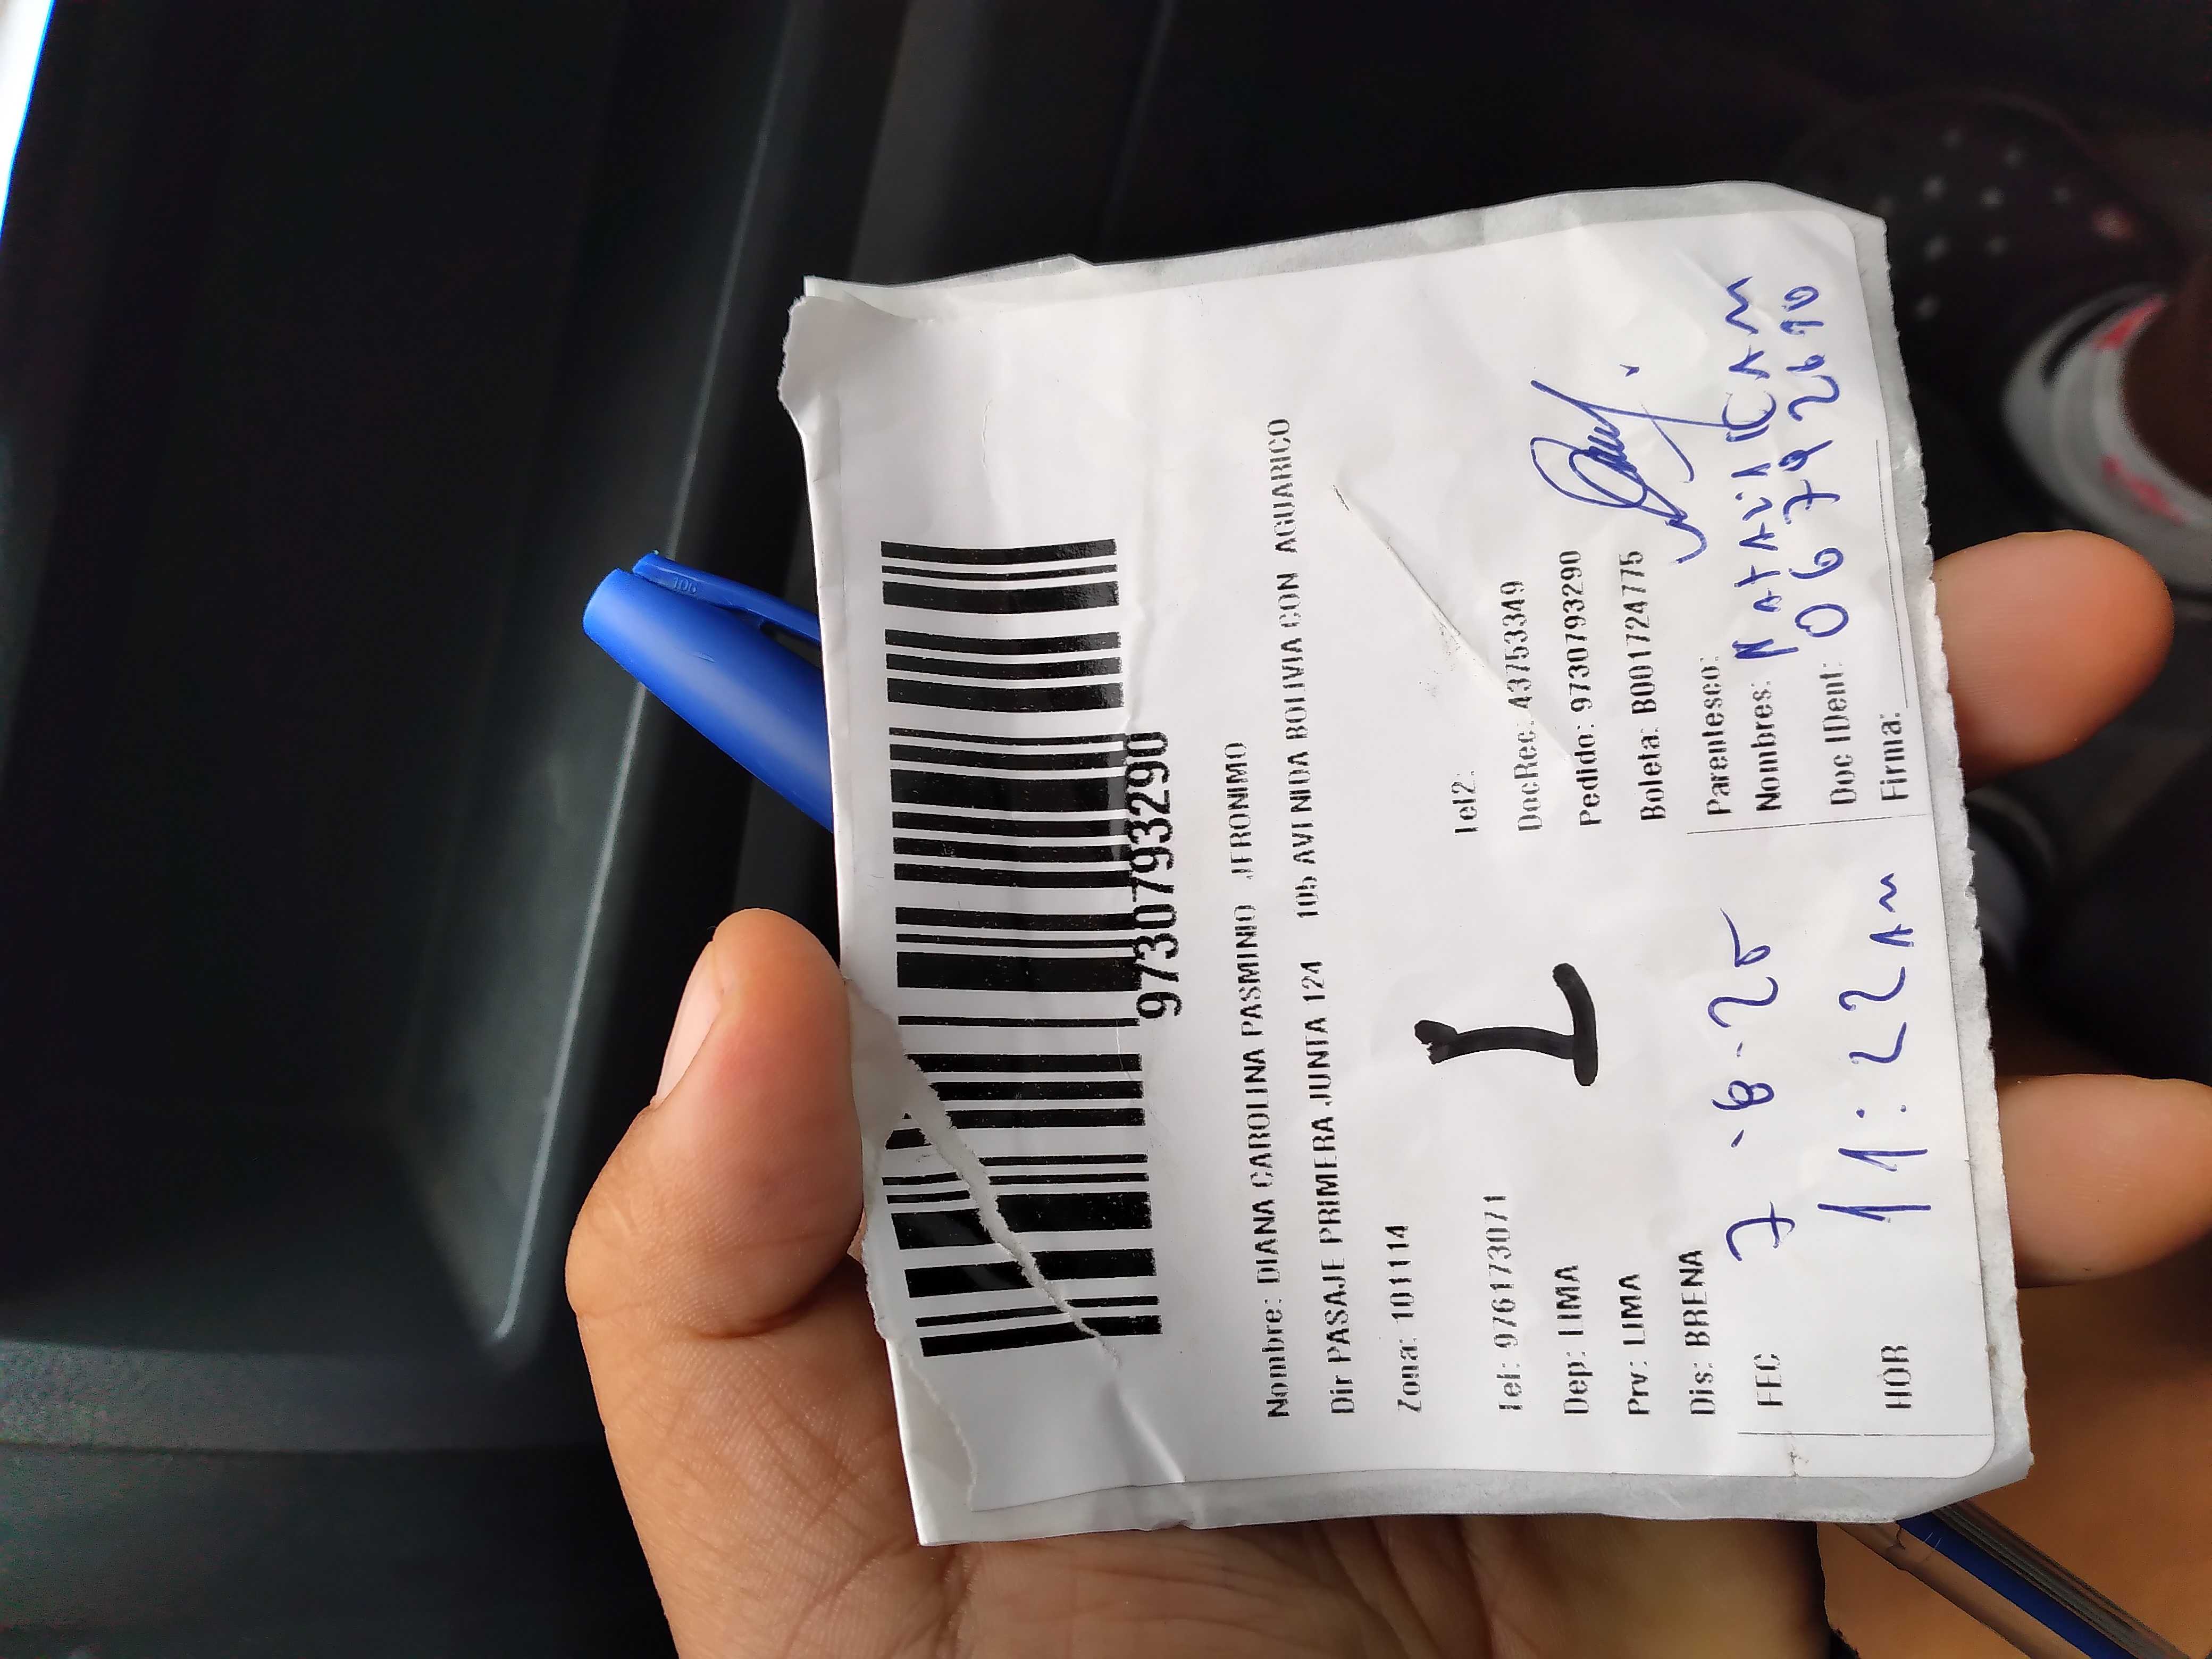 9730793290
Nombre: DIANA CAROLINA PASMINIO JERONIMO
Dir PASAJE PRIMERA JUNTA 124 105 AVENIDA BOLIVIA CON AGUARICO
Zona: 101114
Tel: 976173071 Tel2:
Dep: LIMA DocRec: 43753349
Prv: LIMA Pedido: 9730793290
Dis: BRENA Boleta: B001724775
L
FEC 7-8-25
HOR 11:22AM
Parentesco:
Nombres:
Doc IDent: 06792610
Firma:
106